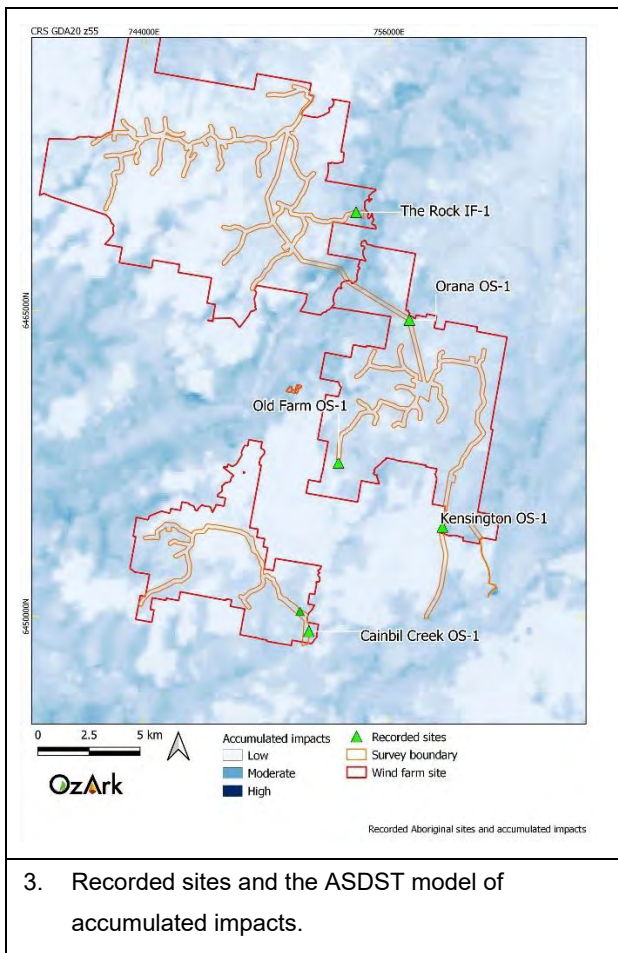 CRS GDA20 z55
744000E
756000E
The Rock IF-1
Orana OS-1
6465000N
Old Farm OS-1
Kensington OS-1
6450000N
Cainbil Creek OS-1
0 2.5 5 km
Accumulated impacts
Low
Moderate
High
Recorded sites
Survey boundary
Wind farm site
OzArk
Recorded Aboriginal sites and accumulated impacts
3. Recorded sites and the ASDST model of
accumulated impacts.